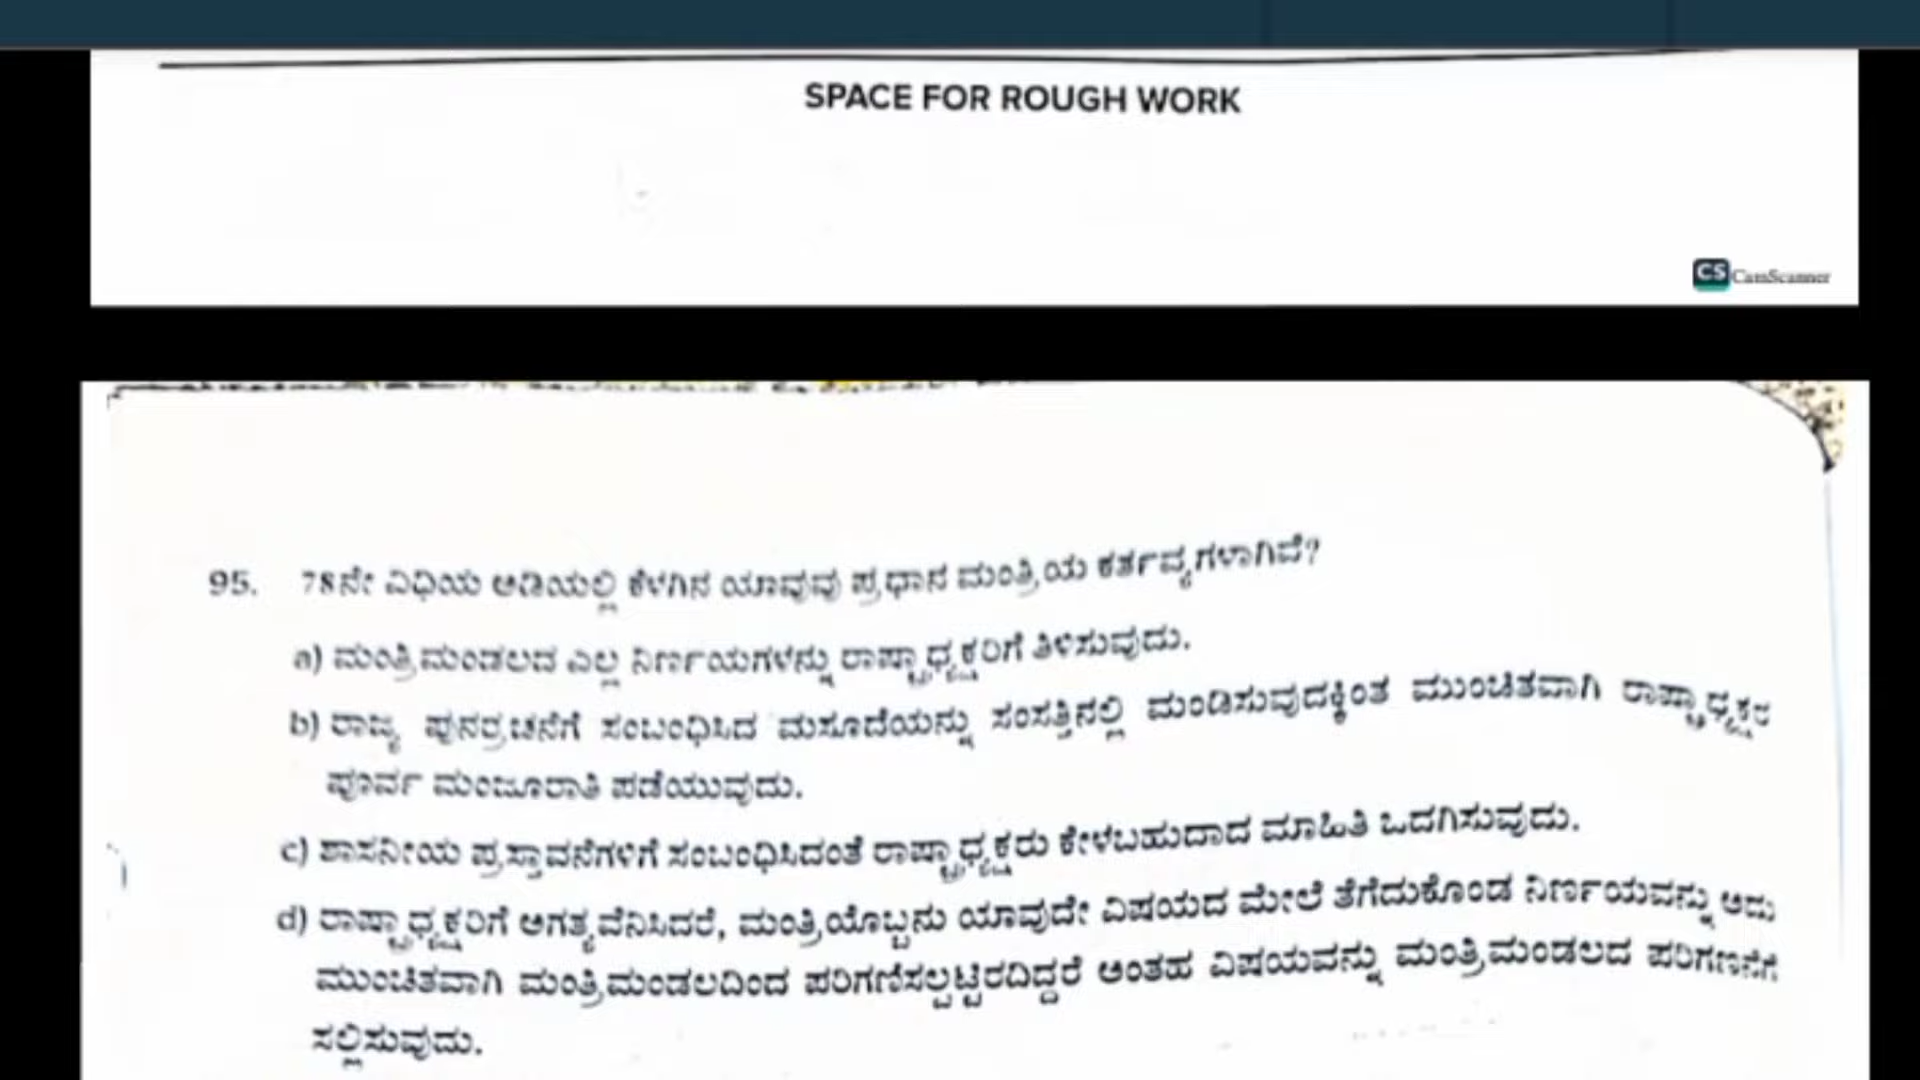 SPACE FOR ROUGH WORK
CS CamScanner
95. 78ನೇ ವಿಧಿಯ ಅಡಿಯಲ್ಲಿ ಕೆಳಗಿನ ಯಾವುವು ಪ್ರಧಾನ ಮಂತ್ರಿಯ ಕರ್ತವ್ಯಗಳಾಗಿವೆ?
a) ಮಂತ್ರಿಮಂಡಲದ ಎಲ್ಲ ನಿರ್ಣಯಗಳನ್ನು ರಾಷ್ಟ್ರಾಧ್ಯಕ್ಷರಿಗೆ ತಿಳಿಸುವುದು.
b) ರಾಜ್ಯ ಪುನರ್ರಚನೆಗೆ ಸಂಬಂಧಿಸಿದ ಮಸೂದೆಯನ್ನು ಸಂಸತ್ತಿನಲ್ಲಿ ಮಂಡಿಸುವುದಕ್ಕಿಂತ ಮುಂಚಿತವಾಗಿ ರಾಷ್ಟ್ರಾಧ್ಯಕ್ಷರ
ಪೂರ್ವ ಮಂಜೂರಾತಿ ಪಡೆಯುವುದು.
c) ಶಾಸನೀಯ ಪ್ರಸ್ತಾವನೆಗಳಿಗೆ ಸಂಬಂಧಿಸಿದಂತೆ ರಾಷ್ಟ್ರಾಧ್ಯಕ್ಷರು ಕೇಳಬಹುದಾದ ಮಾಹಿತಿ ಒದಗಿಸುವುದು.
d) ರಾಷ್ಟ್ರಾಧ್ಯಕ್ಷರಿಗೆ ಅಗತ್ಯವೆನಿಸಿದರೆ, ಮಂತ್ರಿಯೊಬ್ಬನು ಯಾವುದೇ ವಿಷಯದ ಮೇಲೆ ತೆಗೆದುಕೊಂಡ ನಿರ್ಣಯವನ್ನು ಅದು
ಮುಂಚಿತವಾಗಿ ಮಂತ್ರಿಮಂಡಲದಿಂದ ಪರಿಗಣಿಸಲ್ಪಟ್ಟಿರದಿದ್ದರೆ ಅಂತಹ ವಿಷಯವನ್ನು ಮಂತ್ರಿಮಂಡಲದ ಪರಿಗಣನೆಗೆ
ಸಲ್ಲಿಸುವುದು.